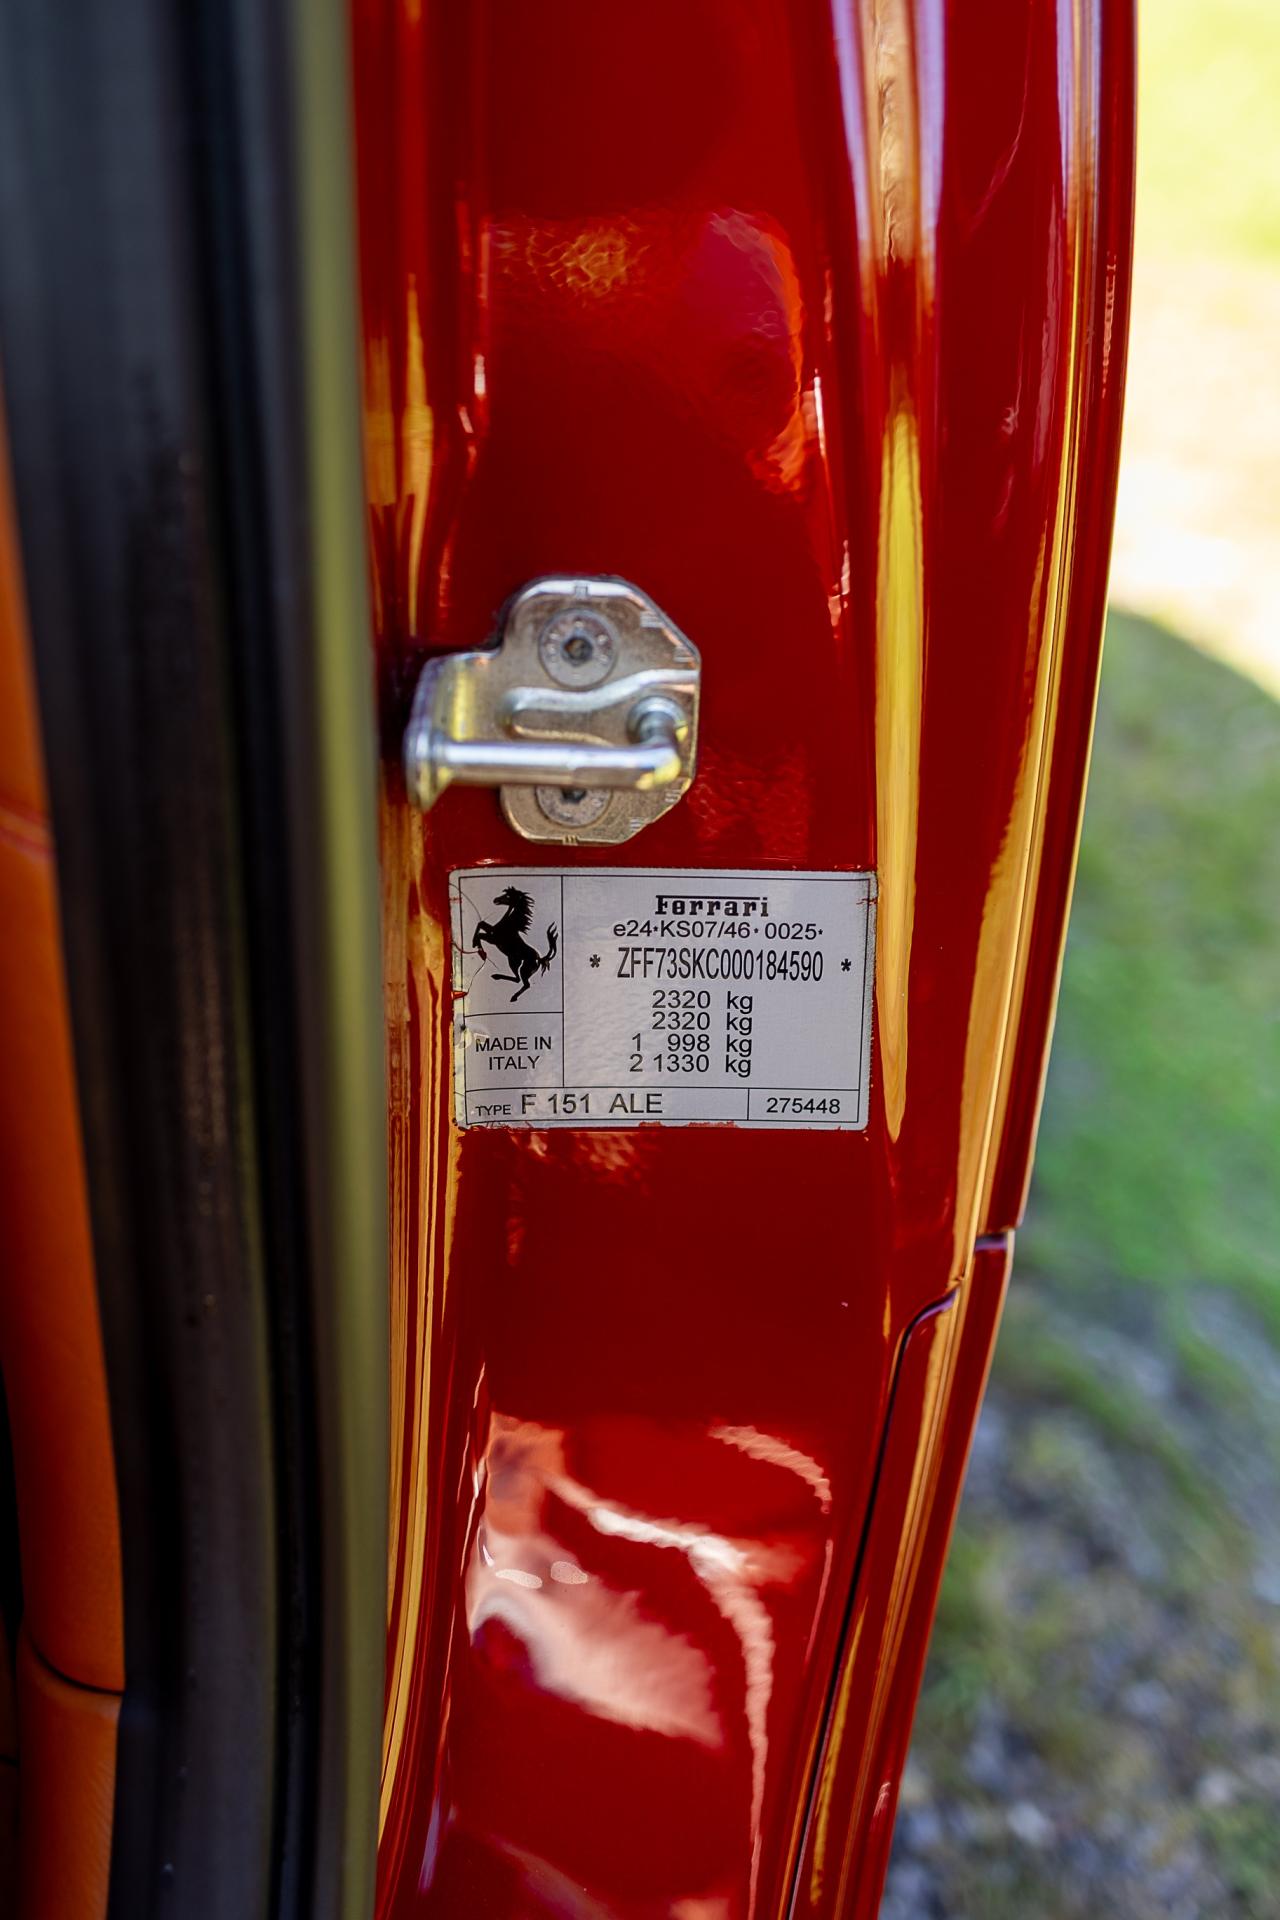 Ferrari
e24*KS07/46*0025*
* ZFF73SKC000184590 *
2320 kg
2320 kg
1 998 kg
2 1330 kg
MADE IN
ITALY
TYPE F 151 ALE
275448